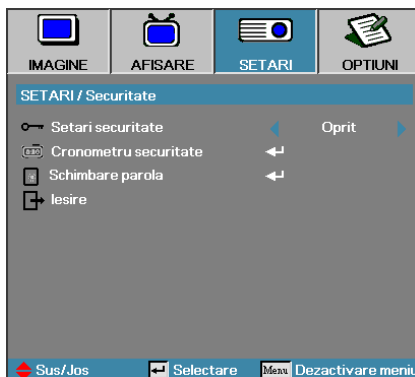 IMAGINE AFISARE SETARI OPTIUNI
SETARI / Securitate
Setari securitate Oprit
Cronometru securitate
Schimbare parola
Iesire
Sus/Jos Selectare Menu Dezactivare meniu